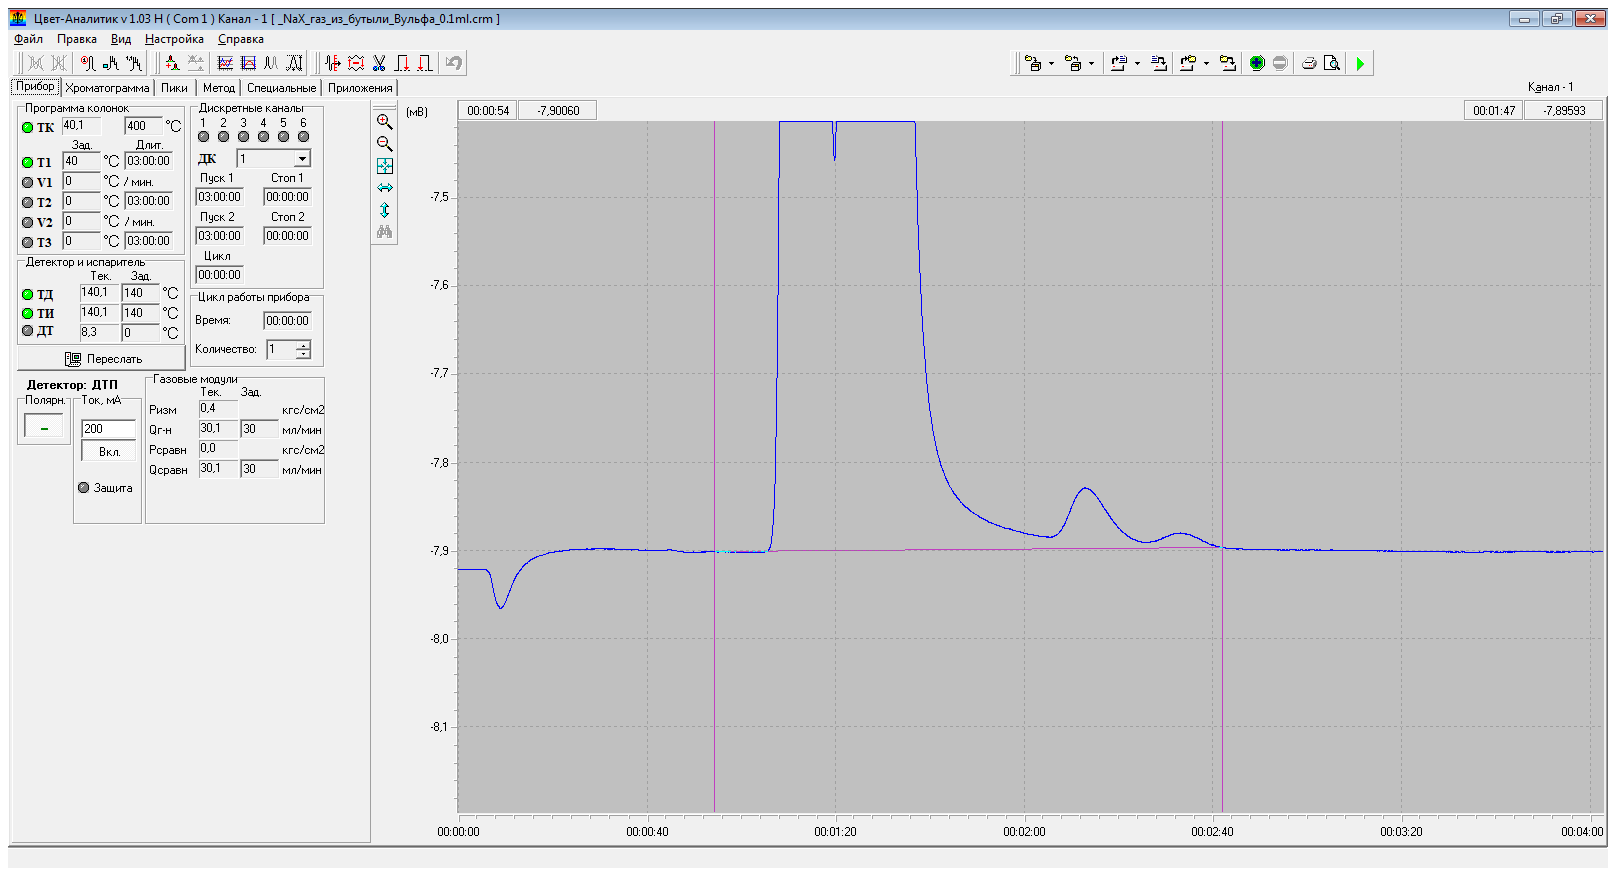 Цвет-Аналитик v 1.03 Н ( Com 1 ) Канал - 1 [ _NaX_газ_из_бутыли_Вульфа_0.1ml.crm ]
Файл Правка Вид Настройка Справка
Прибор Хроматограмма Пики Метод Специальные Приложения
Канал - 1
Программа колонок
ТК 40,1 400 °C
Зад. Длит.
Т1 40 °C 03:00:00
V1 0 °C / мин.
Т2 0 °C 03:00:00
V2 0 °C / мин.
Т3 0 °C 03:00:00
Детектор и испаритель
Тек. Зад.
ТД 140,1 140 °C
ТИ 140,1 140 °C
ДТ 8,3 0 °C
Переслать
Детектор: ДТП
Полярн.
–
Ток, мА
200
Вкл.
Защита
Дискретные каналы
1 2 3 4 5 6
ДК 1
Пуск 1 Стоп 1
03:00:00 00:00:00
Пуск 2 Стоп 2
03:00:00 00:00:00
Цикл
00:00:00
Цикл работы прибора
Время: 00:00:00
Количество: 1
Газовые модули
Тек. Зад.
Ризм 0,4 кгс/см2
Qг-н 30,1 30 мл/мин
Рсравн 0,0 кгс/см2
Qсравн 30,1 30 мл/мин
(мВ)
00:00:54 -7,90060
00:01:47 -7,89593
-7,5
-7,6
-7,7
-7,8
-7,9
-8,0
-8,1
00:00:00 00:00:40 00:01:20 00:02:00 00:02:40 00:03:20 00:04:00